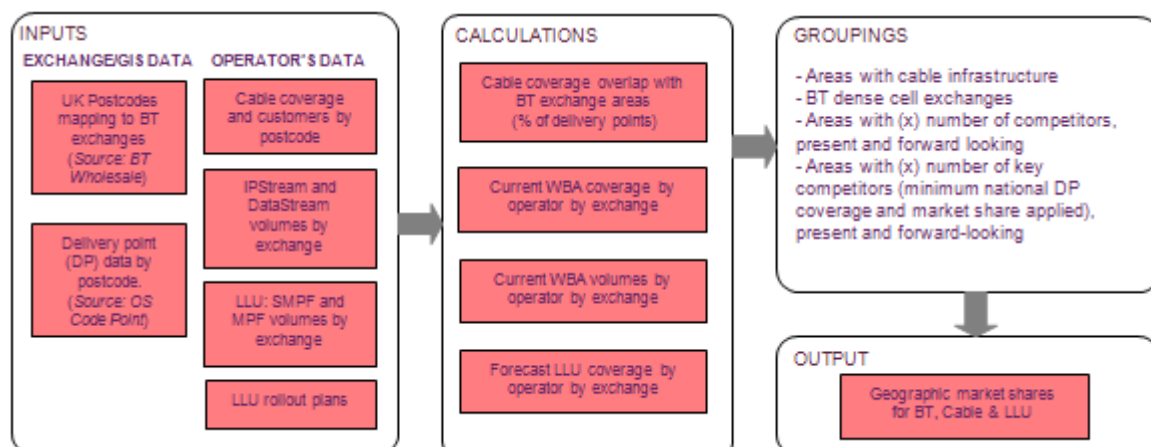 INPUTS
EXCHANGE/GIS DATA
UK Postcodes
mapping to BT
exchanges
(Source: BT
Wholesale)
Delivery point
(DP) data by
postcode.
(Source: OS
Code Point)
OPERATOR"S DATA
Cable coverage
and customers by
postcode
IPStream and
DataStream
volumes by
exchange
LLU: SMPF and
MPF volumes by
exchange
LLU rollout plans
CALCULATIONS
Cable coverage overlap with
BT exchange areas
(% of delivery points)
Current WBA coverage by
operator by exchange
Current WBA volumes by
operator by exchange
Forecast LLU coverage by
operator by exchange
GROUPINGS
- Areas with cable infrastructure
- BT dense cell exchanges
- Areas with (x) number of competitors,
present and forward looking
- Areas with (x) number of key
competitors (minimum national DP
coverage and market share applied),
present and forward-looking
OUTPUT
Geographic market shares
for BT, Cable & LLU